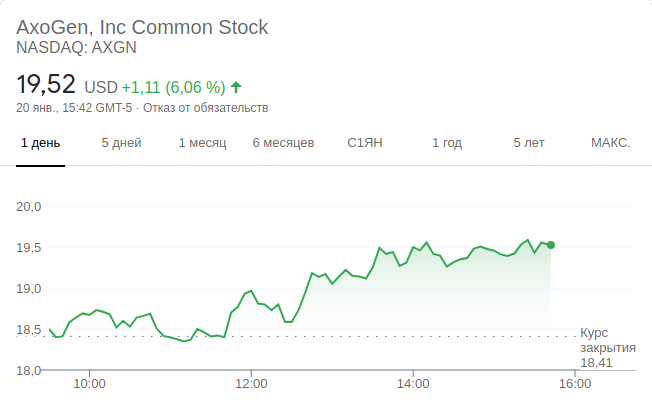 AxoGen, Inc Common Stock
NASDAQ: AXGN
19,52 USD +1,11 (6,06 %)
20 янв., 15:42 GMT-5 · Отказ от обязательств
1 день 5 дней 1 месяц 6 месяцев С1ЯН 1 год 5 лет МАКС.
20,0
19,5
19,0
18,5
Курс
закрытия
18,41
18,0
10:00 12:00 14:00 16:00